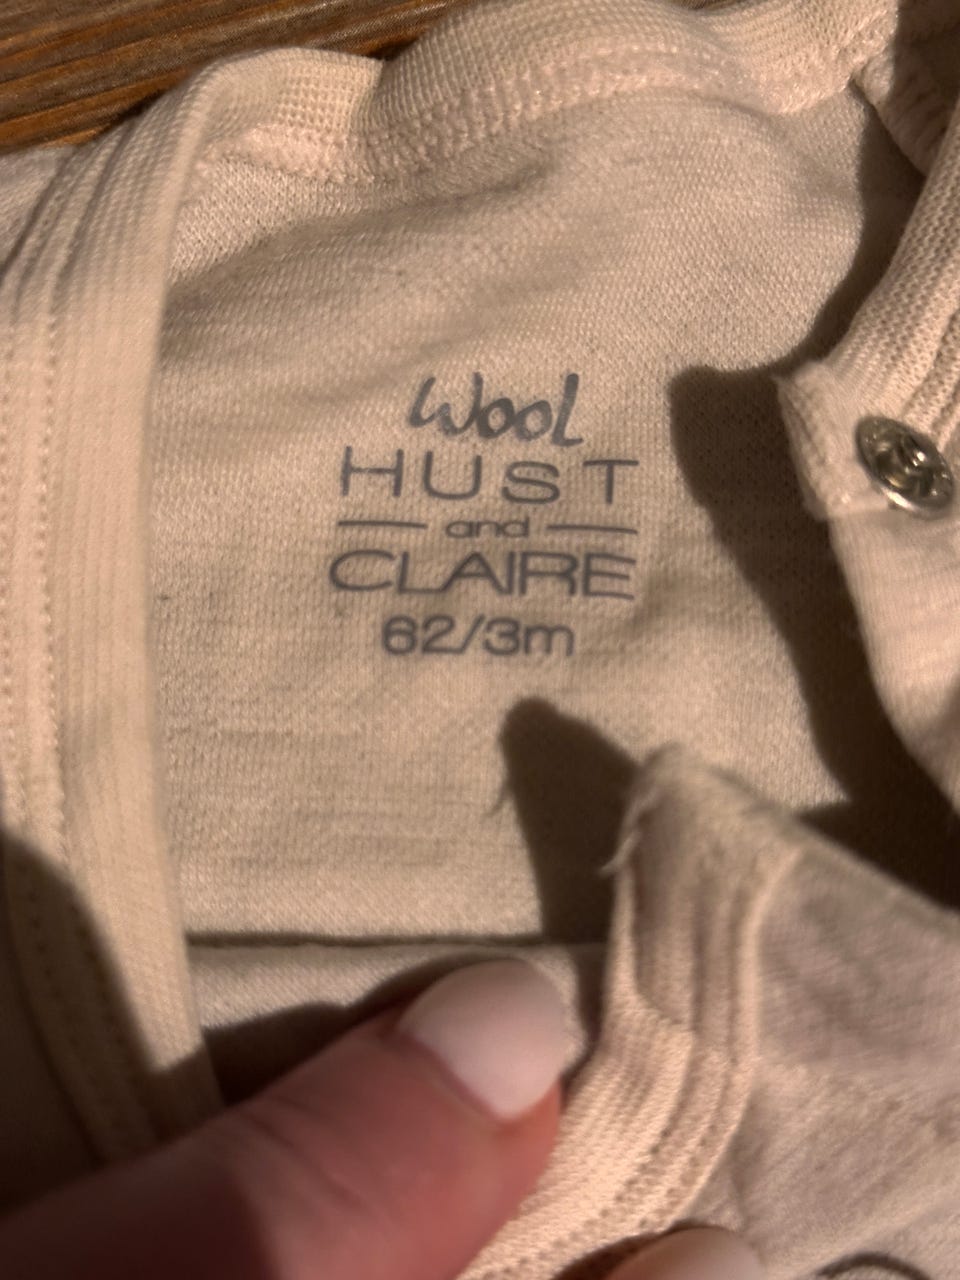 Wool
HUST
and
CLAIRE
62/3m